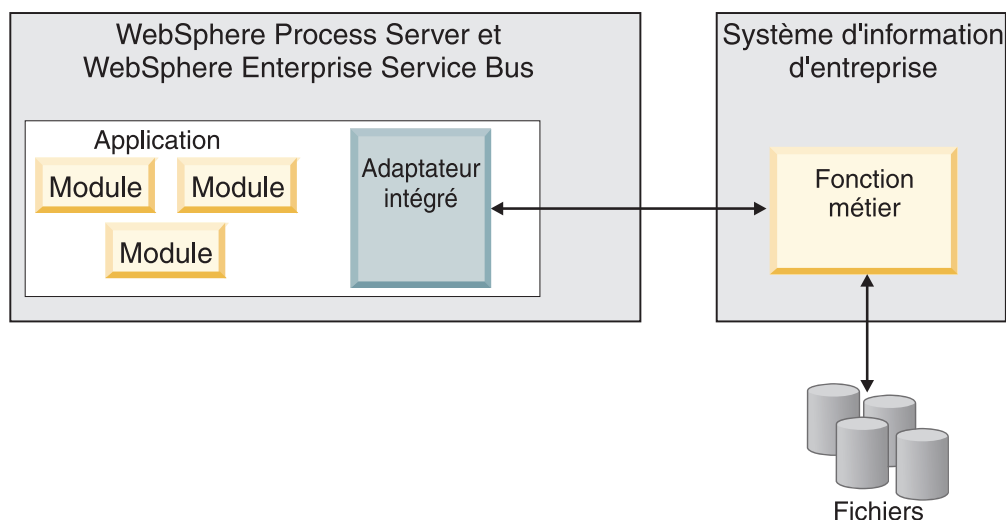 WebSphere Process Server et
WebSphere Enterprise Service Bus
Application
Module
Module
Module
Adaptateur
intégré
Système d'information
d'entreprise
Fonction
métier
Fichiers